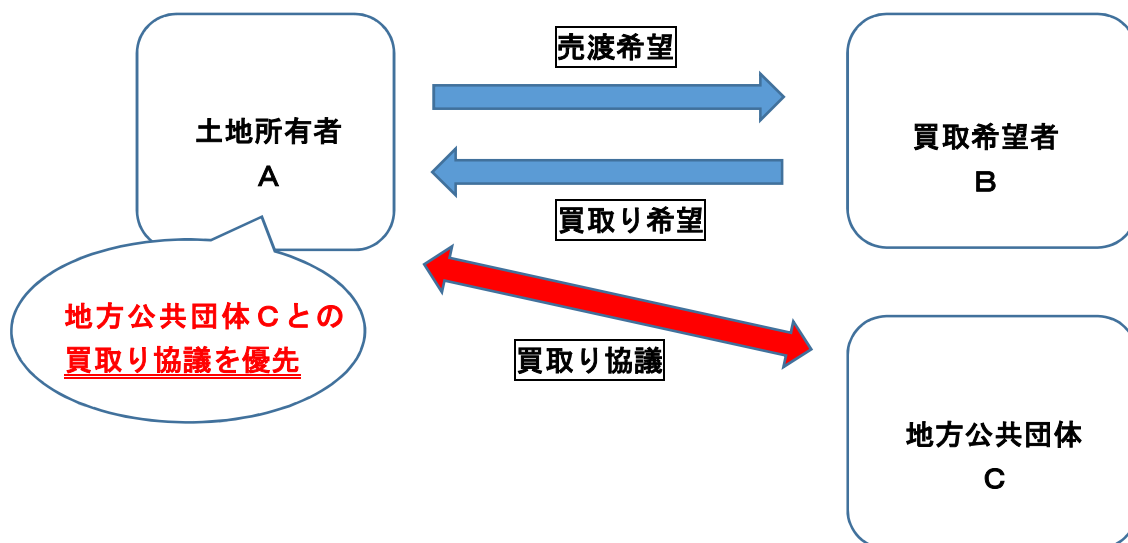 売渡希望
土地所有者
A
買取希望者
B
買取り希望
地方公共団体Cとの
買取り協議を優先
買取り協議
地方公共団体
C